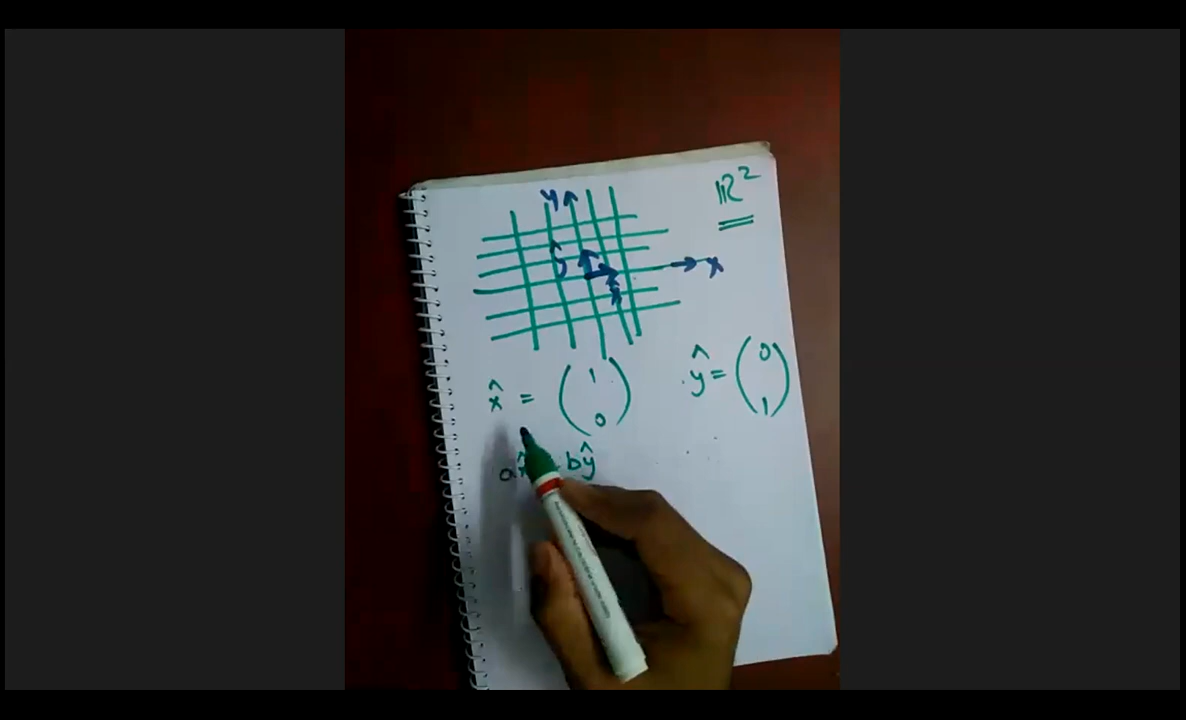 ℝ²
y
ŷ
x
x̂
x̂ = (1 0) ŷ = (0 1)
a x̂ bŷ